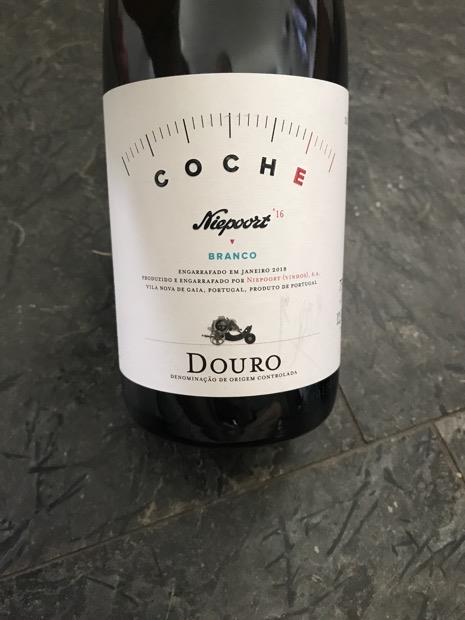 COCHE
Niepoort '16
BRANCO
ENGARRAFADO EM JANEIRO 2018
PRODUZIDO E ENGARRAFADO POR NIEPOORT (VINHOS), S.A.
VILA NOVA DE GAIA, PORTUGAL, PRODUTO DE PORTUGAL
DOURO
DENOMINAÇÃO DE ORIGEM CONTROLADA